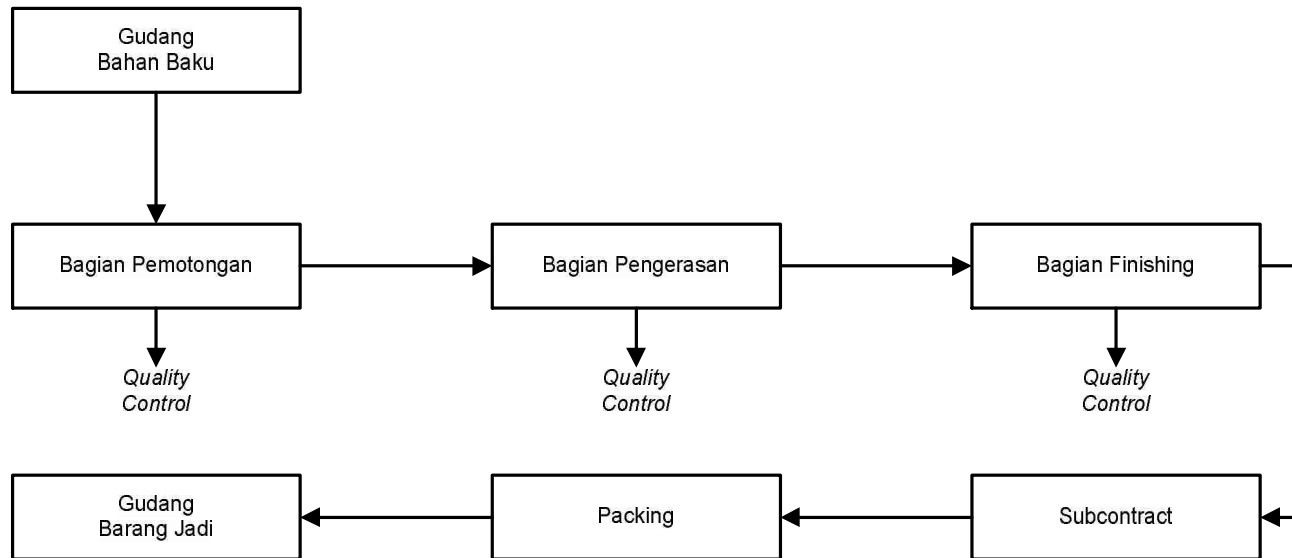 Gudang
Bahan Baku
Bagian Pemotongan
Bagian Pengerasan
Bagian Finishing
Quality
Control
Quality
Control
Quality
Control
Gudang
Barang Jadi
Packing
Subcontract